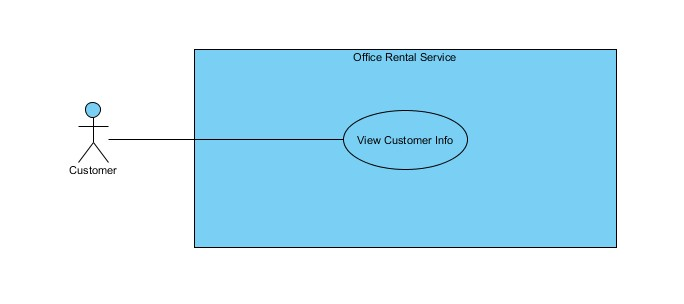 Office Rental Service
View Customer Info
Customer